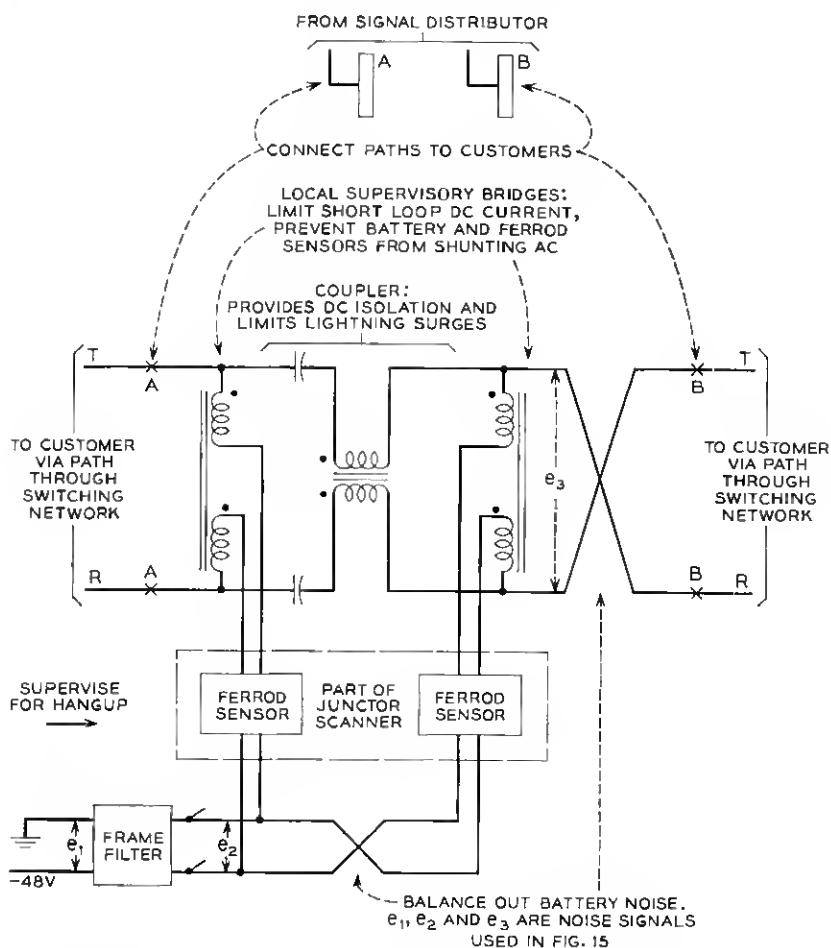 FROM SIGNAL DISTRIBUTOR
A
B
CONNECT PATHS TO CUSTOMERS
LOCAL SUPERVISORY BRIDGES:
LIMIT SHORT LOOP DC CURRENT,
PREVENT BATTERY AND FERROD
SENSORS FROM SHUNTING AC
COUPLER:
PROVIDES DC ISOLATION AND
LIMITS LIGHTNING SURGES
T
A
B
T
TO CUSTOMER
VIA PATH
THROUGH
SWITCHING
NETWORK
e3
TO CUSTOMER
VIA PATH
THROUGH
SWITCHING
NETWORK
R
A
B
R
SUPERVISE
FOR HANGUP
FERROD
SENSOR
PART OF
JUNCTOR
SCANNER
FERROD
SENSOR
e1
FRAME
FILTER
e2
-48V
BALANCE OUT BATTERY NOISE.
e1, e2 AND e3 ARE NOISE SIGNALS
USED IN FIG. 15